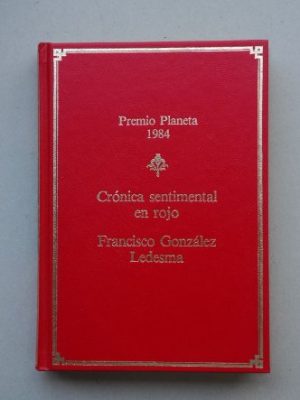 Premio Planeta
1984
Crónica sentimental
en rojo
Francisco González
Ledesma